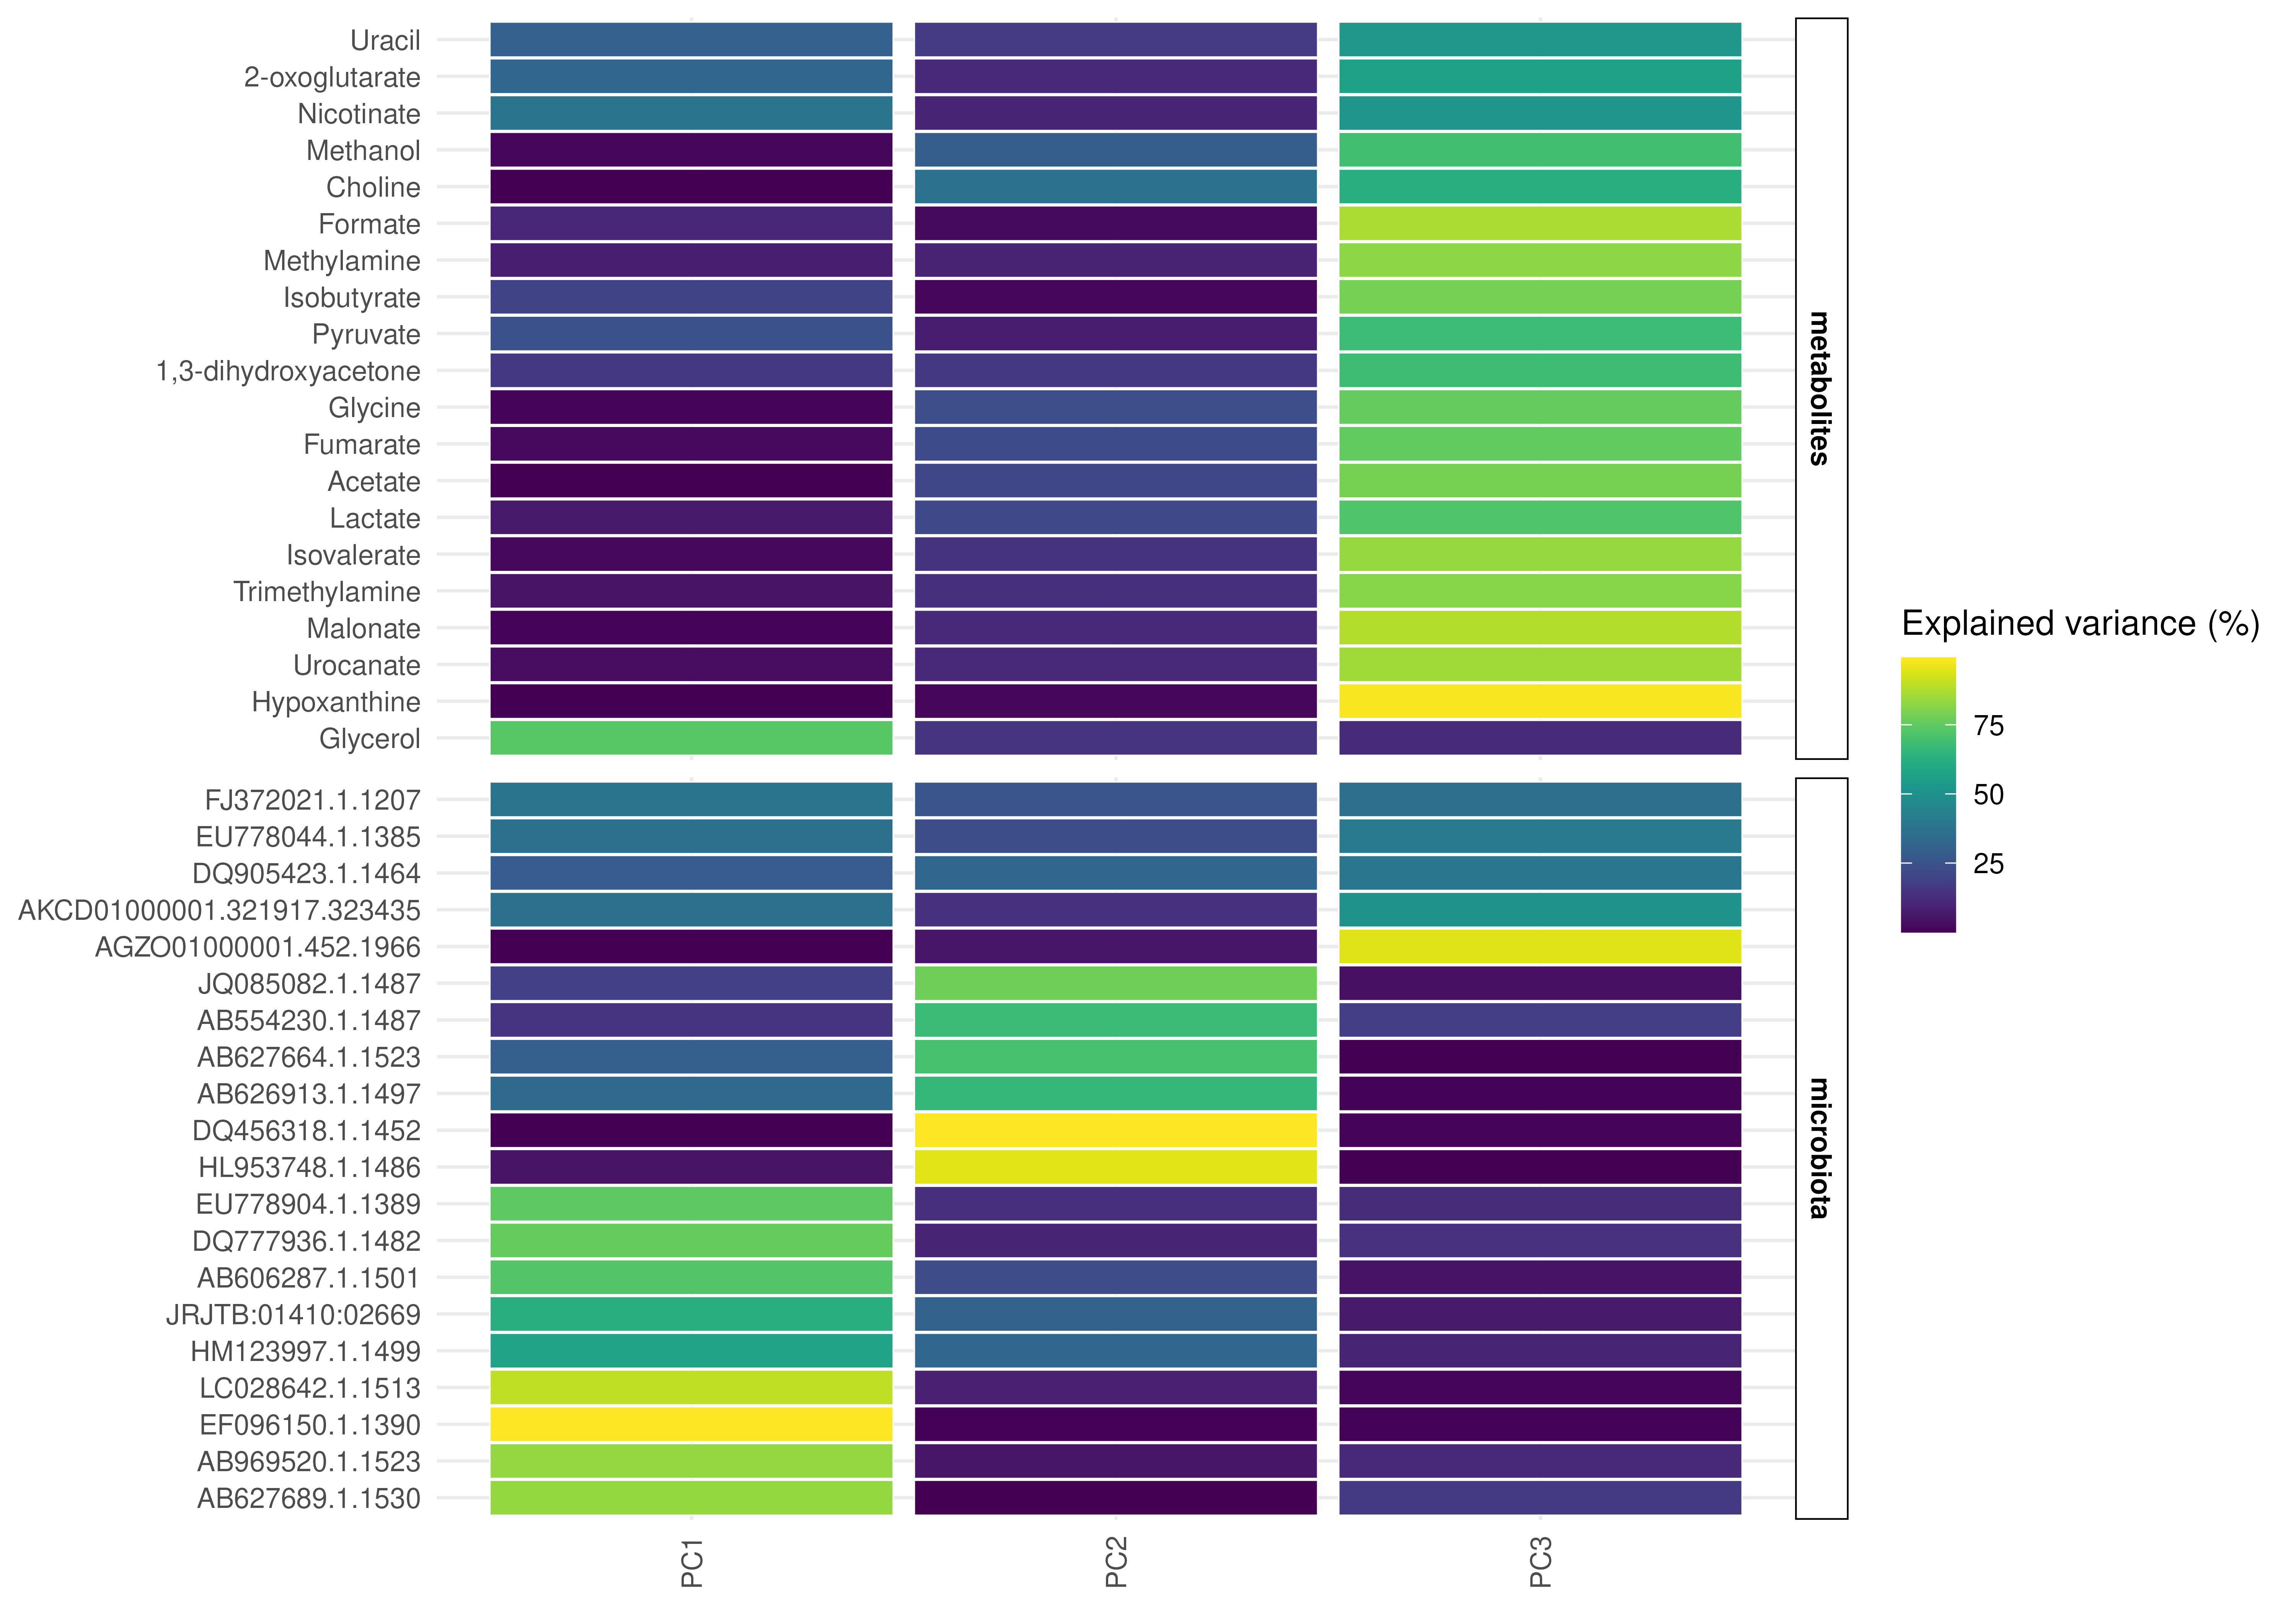 Uracil
2-oxoglutarate
Nicotinate
Methanol
Choline
Formate
Methylamine
Isobutyrate
Pyruvate
1,3-dihydroxyacetone
Glycine
Fumarate
Acetate
Lactate
Isovalerate
Trimethylamine
Malonate
Urocanate
Hypoxanthine
Glycerol
metabolites
FJ372021.1.1207
EU778044.1.1385
DQ905423.1.1464
AKCD01000001.321917.323435
AGZO01000001.452.1966
JQ085082.1.1487
AB554230.1.1487
AB627664.1.1523
AB626913.1.1497
DQ456318.1.1452
HL953748.1.1486
EU778904.1.1389
DQ777936.1.1482
AB606287.1.1501
JRJTB:01410:02669
HM123997.1.1499
LC028642.1.1513
EF096150.1.1390
AB969520.1.1523
AB627689.1.1530
microbiota
PC1
PC2
PC3
Explained variance (%)
75
50
25